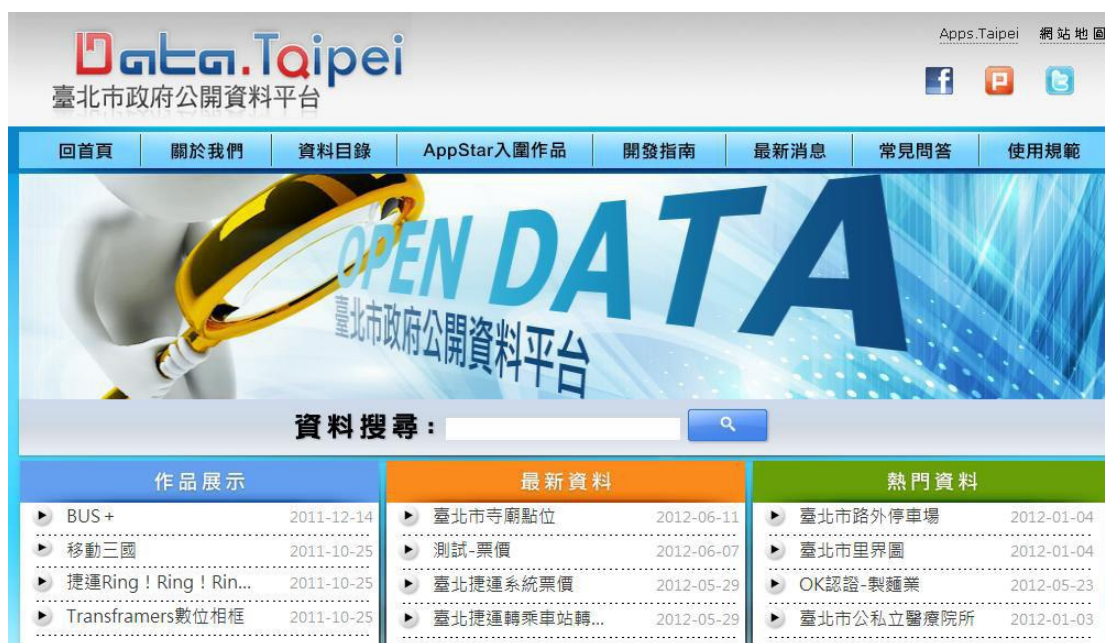 Data.Taipei
臺北市政府公開資料平台
Apps.Taipei 網站地圖
回首頁 關於我們 資料目錄 AppStar入圍作品 開發指南 最新消息 常見問答 使用規範
OPEN DATA
臺北市政府公開資料平台
資料搜尋：
作品展示
BUS+ 2011-12-14
移動三國 2011-10-25
捷運Ring！Ring！Rin... 2011-10-25
Transframers數位相框 2011-10-25
最新資料
臺北市寺廟點位 2012-06-11
測試-票價 2012-06-07
臺北捷運系統票價 2012-05-29
臺北捷運轉乘車站轉... 2012-05-29
熱門資料
臺北市路外停車場 2012-01-04
臺北市里界圖 2012-01-04
OK認證-製麵業 2012-05-23
臺北市公私立醫療院所 2012-01-03